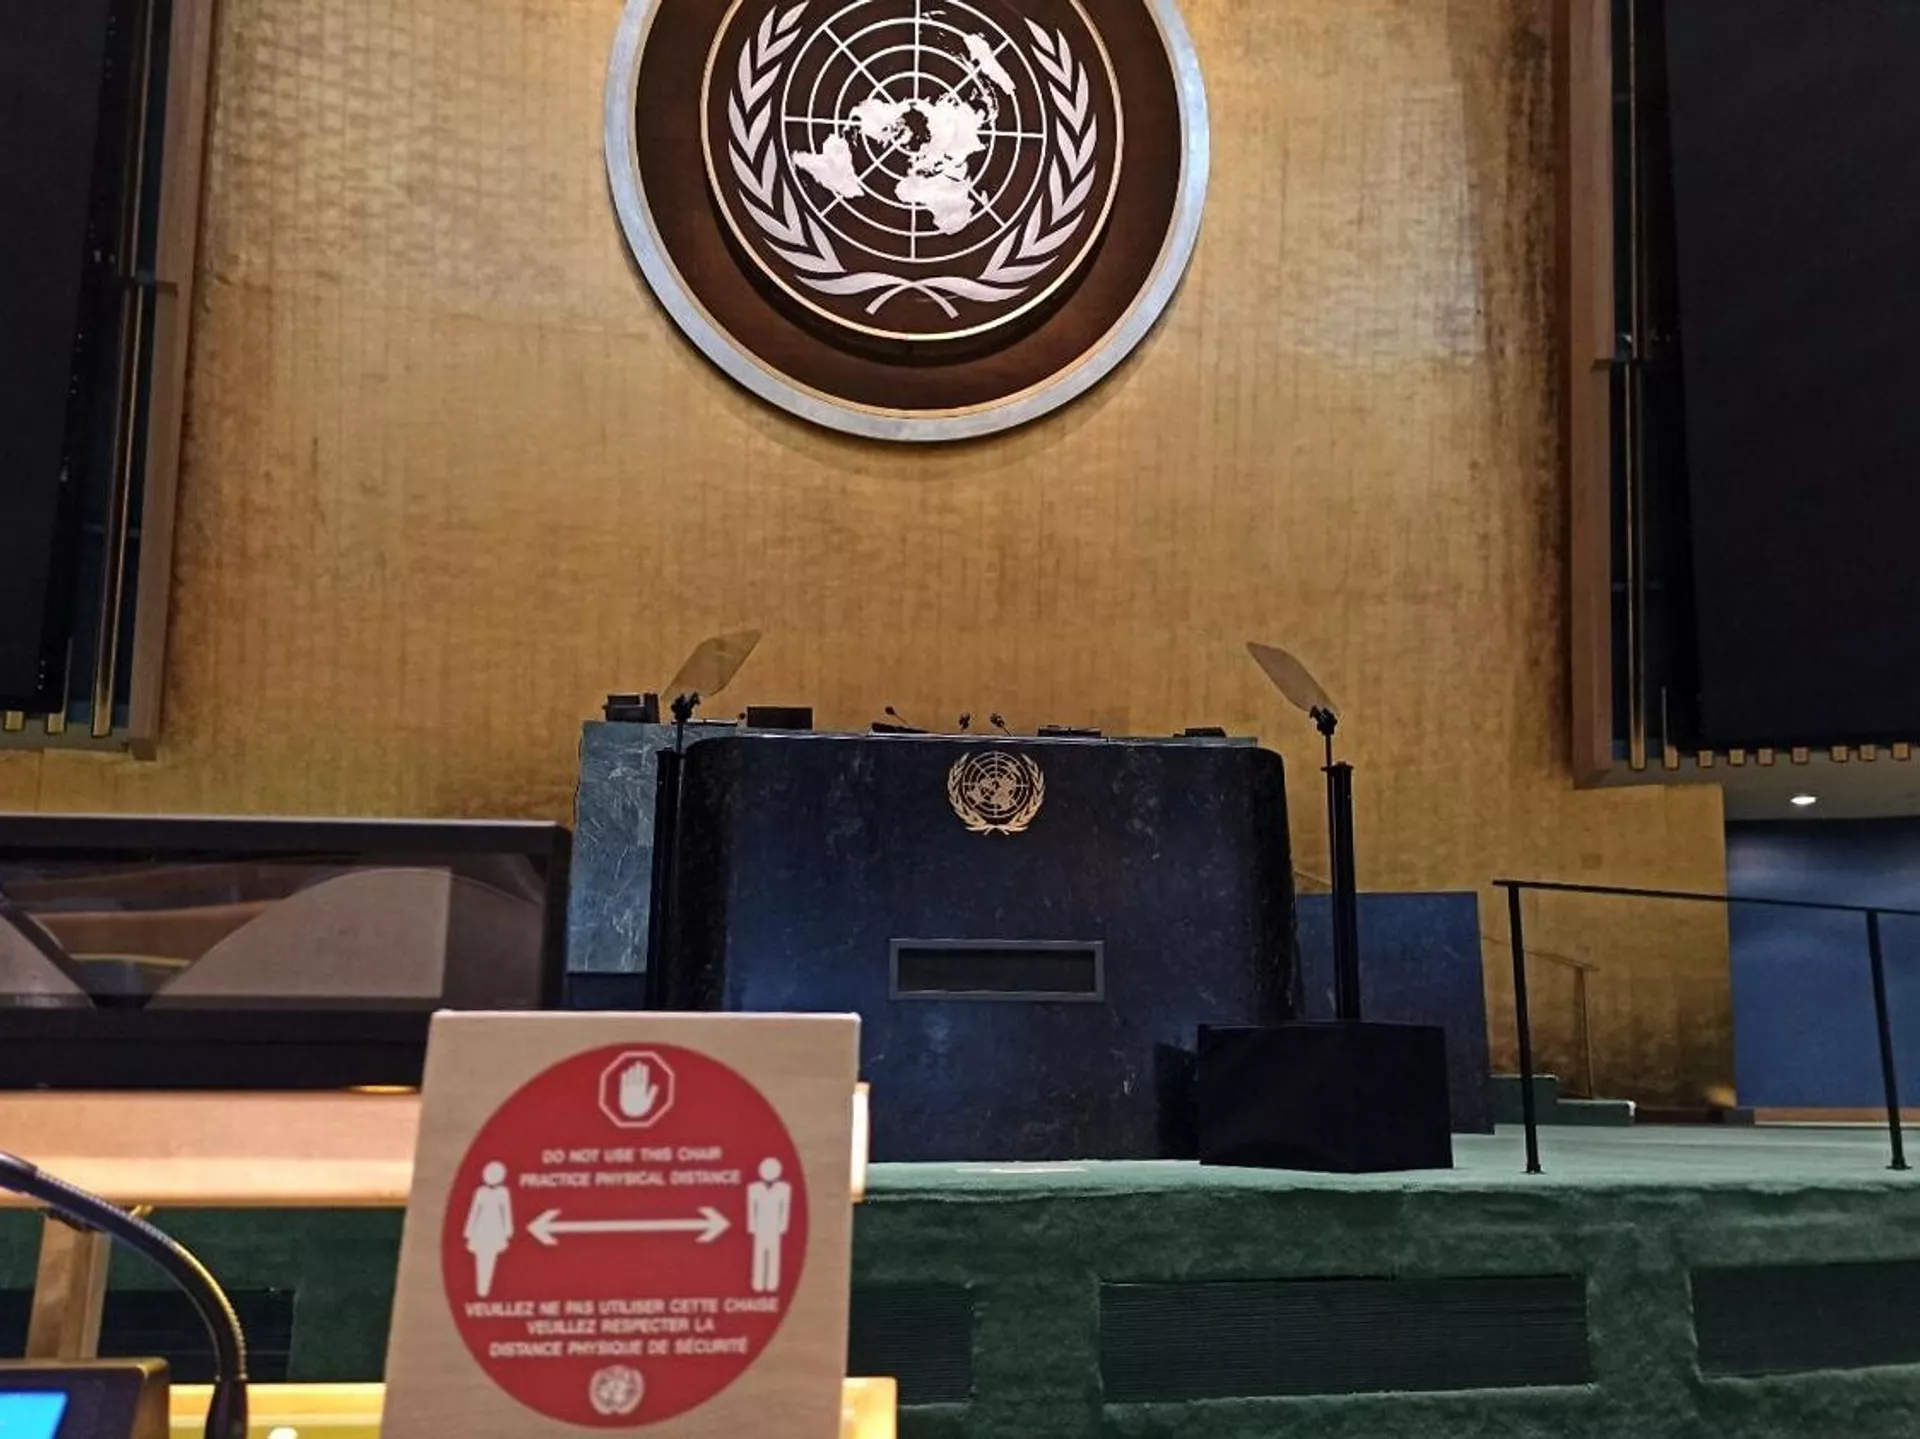 DO NOT USE THIS CHAIR
PRACTICE PHYSICAL DISTANCE
VEUILLEZ NE PAS UTILISER CETTE CHAISE
VEUILLEZ RESPECTER LA
DISTANCE PHYSIQUE DE SÉCURITÉ